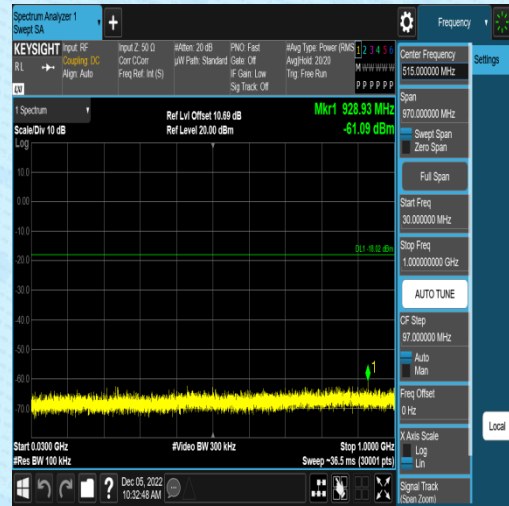 Spectrum Analyzer 1
Swept SA
+
Frequency
KEYSIGHT
RL
LXI
Input: RF
Coupling: DC
Align: Auto
Input Z: 50 Ω
Corr CCorr
Freq Ref: Int (S)
#Atten: 20 dB
µW Path: Standard
PNO: Fast
Gate: Off
IF Gain: Low
Sig Track: Off
#Avg Type: Power (RMS
Avg|Hold: 20/20
Trig: Free Run
1 2 3 4 5 6
M W W W W W
P P P P P P
Center Frequency
515.000000 MHz
Settings
1 Spectrum
Scale/Div 10 dB
Ref Lvl Offset 10.69 dB
Ref Level 20.00 dBm
Mkr1 928.93 MHz
-61.09 dBm
Span
970.000000 MHz
Swept Span
Zero Span
Full Span
Log
10.0
0.00
-10.0
DL1 -18.02 dBm
-20.0
-30.0
-40.0
-50.0
-60.0
-70.0
1
Start Freq
30.000000 MHz
Stop Freq
1.000000000 GHz
AUTO TUNE
CF Step
97.000000 MHz
Auto
Man
Freq Offset
0 Hz
Local
X Axis Scale
Log
Lin
Signal Track
(Span Zoom)
Start 0.0300 GHz
#Res BW 100 kHz
#Video BW 300 kHz
Stop 1.0000 GHz
Sweep ~36.5 ms (30001 pts)
?
Dec 05, 2022
10:32:48 AM